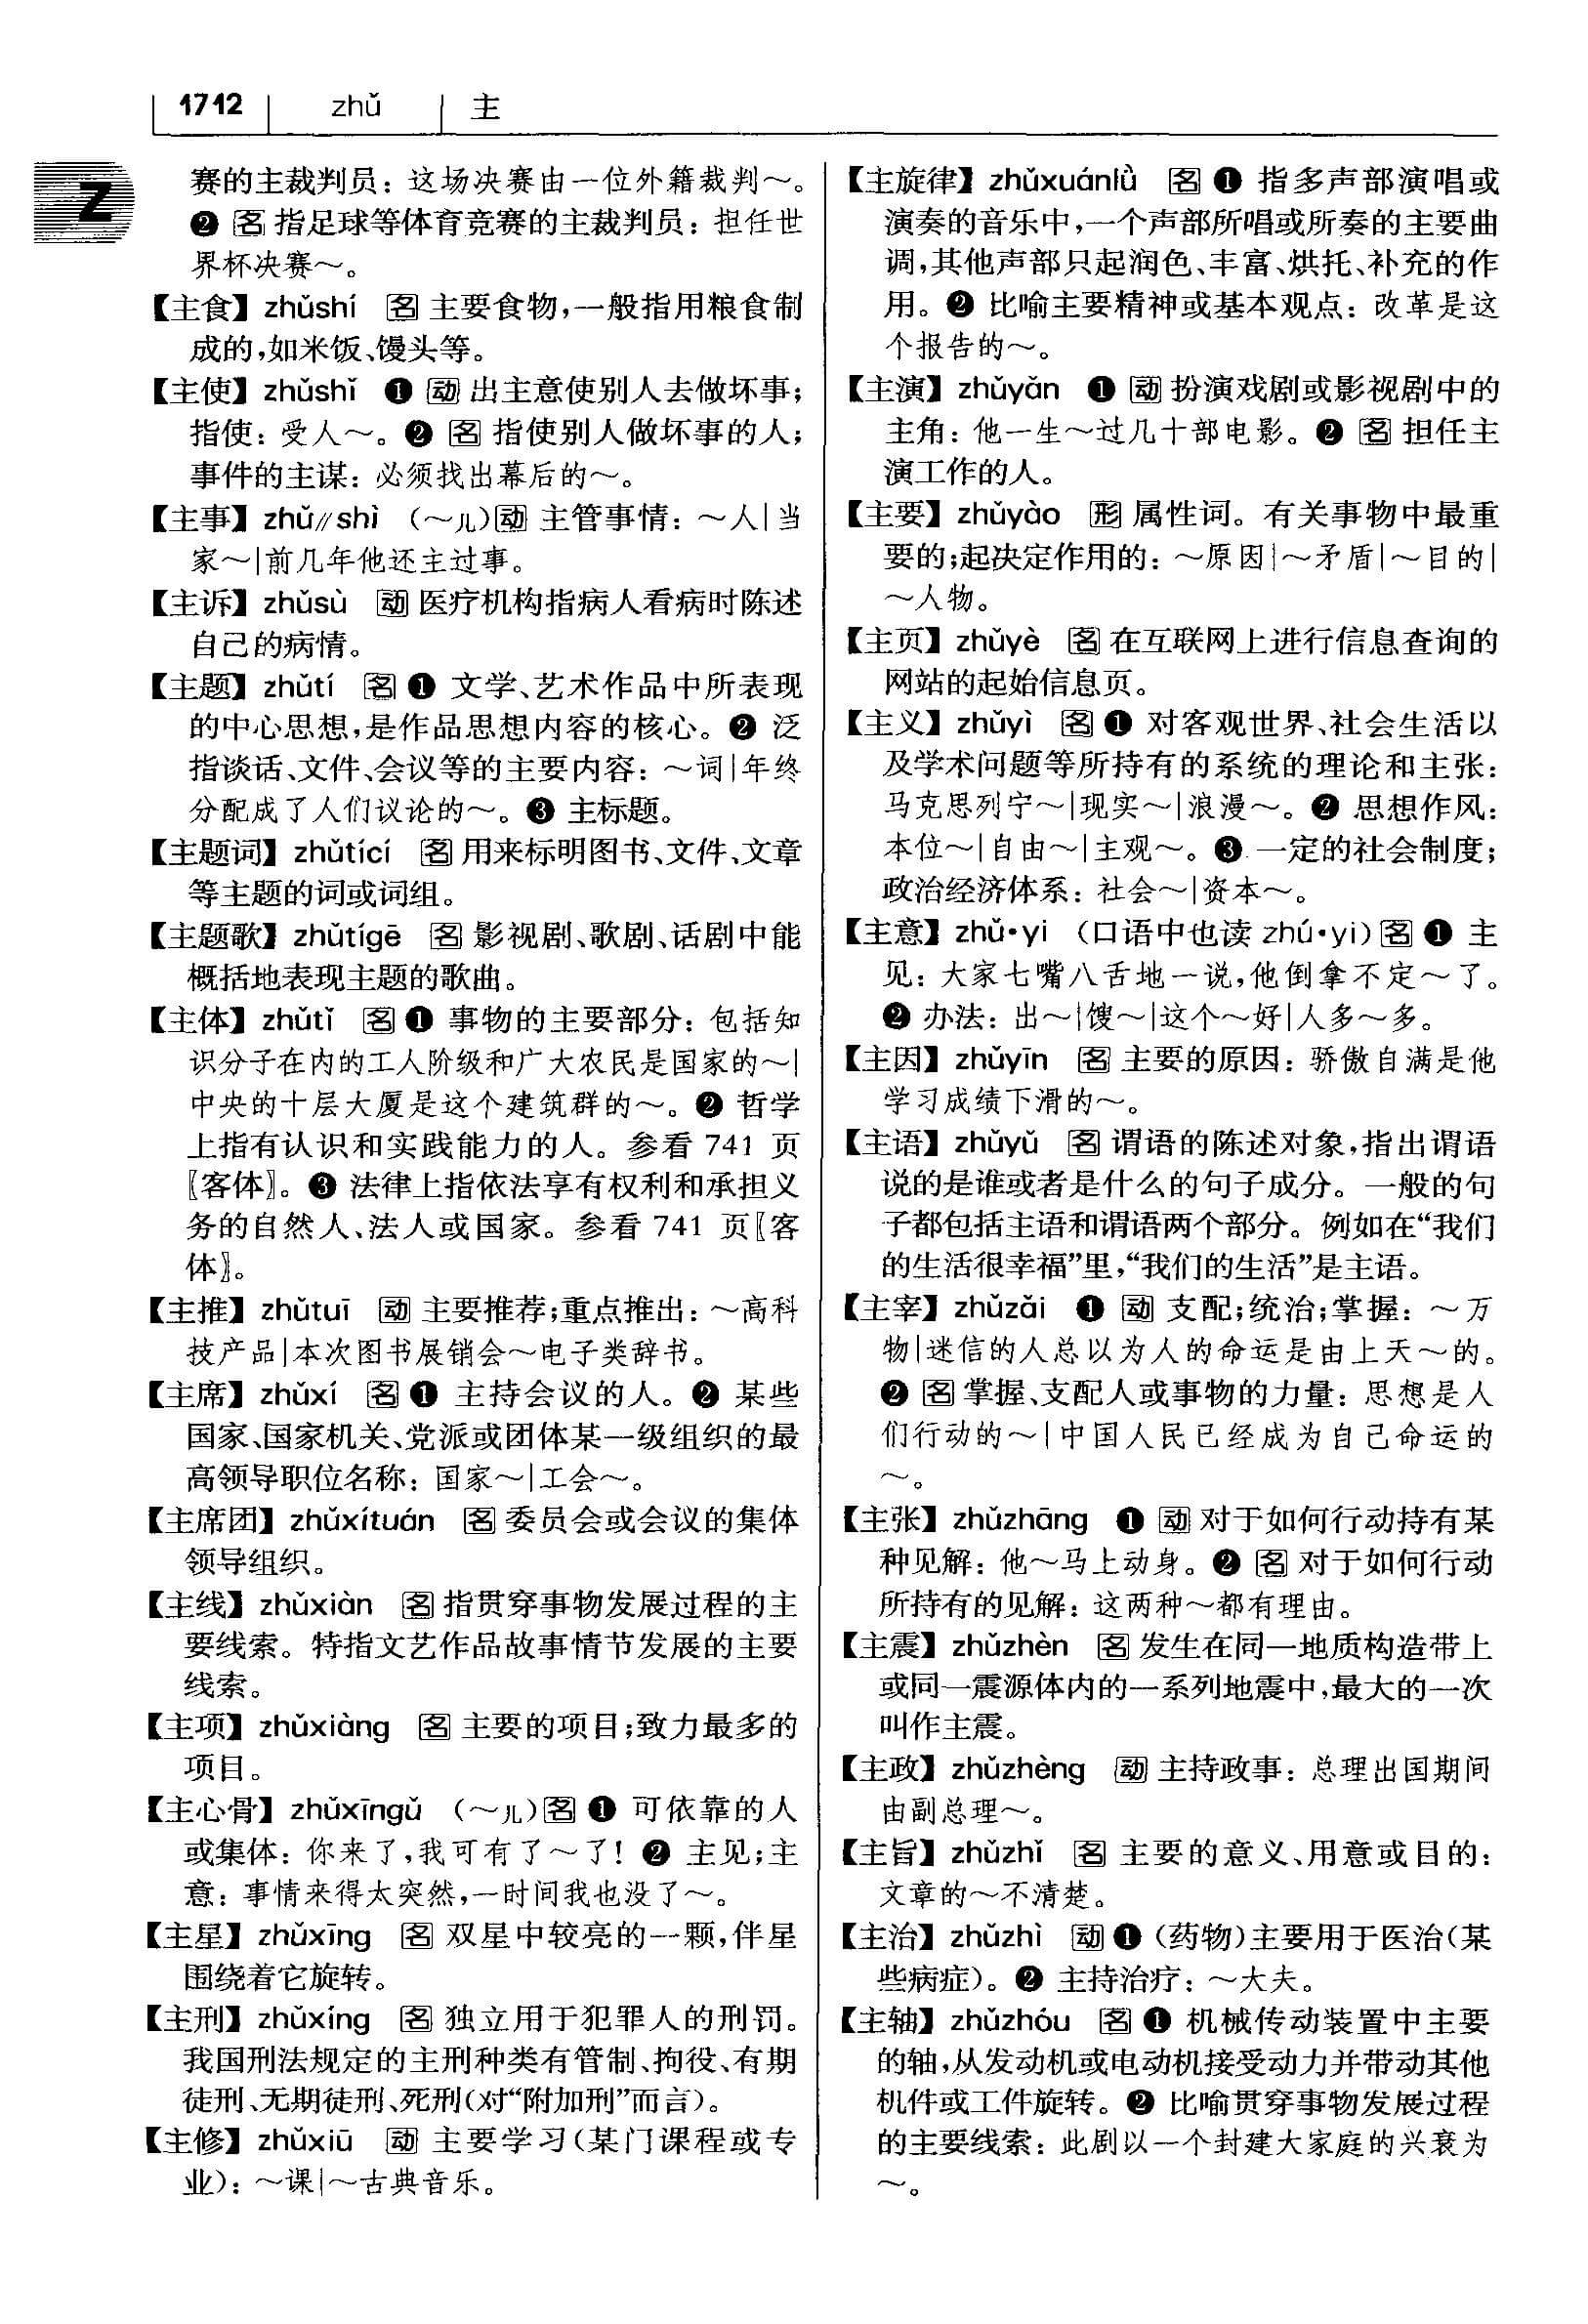 1712 zhǔ 主
Z
赛的主裁判员：这场决赛由一位外籍裁判～。
❷ 名 指足球等体育竞赛的主裁判员：担任世
界杯决赛～。
【主食】zhǔshí 名 主要食物，一般指用粮食制
成的，如米饭、馒头等。
【主使】zhǔshǐ ❶ 动 出主意使别人去做坏事；
指使：受人～。❷ 名 指使别人做坏事的人；
事件的主谋：必须找出幕后的～。
【主事】zhǔ∥shì （～儿）动 主管事情：～人|当
家～|前几年他还主过事。
【主诉】zhǔsù 动 医疗机构指病人看病时陈述
自己的病情。
【主题】zhǔtí 名 ❶ 文学、艺术作品中所表现
的中心思想，是作品思想内容的核心。❷ 泛
指谈话、文件、会议等的主要内容：～词|年终
分配成了人们议论的～。❸ 主标题。
【主题词】zhǔtící 名 用来标明图书、文件、文章
等主题的词或词组。
【主题歌】zhǔtígē 名 影视剧、歌剧、话剧中能
概括地表现主题的歌曲。
【主体】zhǔtǐ 名 ❶ 事物的主要部分：包括知
识分子在内的工人阶级和广大农民是国家的～|
中央的十层大厦是这个建筑群的～。❷ 哲学
上指有认识和实践能力的人。参看 741 页
〖客体〗。❸ 法律上指依法享有权利和承担义
务的自然人、法人或国家。参看 741 页〖客
体〗。
【主推】zhǔtuī 动 主要推荐；重点推出：～高科
技产品|本次图书展销会～电子类辞书。
【主席】zhǔxí 名 ❶ 主持会议的人。❷ 某些
国家、国家机关、党派或团体某一级组织的最
高领导职位名称：国家～|工会～。
【主席团】zhǔxítuán 名 委员会或会议的集体
领导组织。
【主线】zhǔxiàn 名 指贯穿事物发展过程的主
要线索。特指文艺作品故事情节发展的主要
线索。
【主项】zhǔxiàng 名 主要的项目；致力最多的
项目。
【主心骨】zhǔxīngǔ （～儿）名 ❶ 可依靠的人
或集体：你来了，我可有了～了！❷ 主见；主
意：事情来得太突然，一时间我也没了～。
【主星】zhǔxīng 名 双星中较亮的一颗，伴星
围绕着它旋转。
【主刑】zhǔxíng 名 独立用于犯罪人的刑罚。
我国刑法规定的主刑种类有管制、拘役、有期
徒刑、无期徒刑、死刑（对“附加刑”而言）。
【主修】zhǔxiū 动 主要学习（某门课程或专
业）：～课|～古典音乐。
【主旋律】zhǔxuánlǜ 名 ❶ 指多声部演唱或
演奏的音乐中，一个声部所唱或所奏的主要曲
调，其他声部只起润色、丰富、烘托、补充的作
用。❷ 比喻主要精神或基本观点：改革是这
个报告的～。
【主演】zhǔyǎn ❶ 动 扮演戏剧或影视剧中的
主角：他一生～过几十部电影。❷ 名 担任主
演工作的人。
【主要】zhǔyào 形 属性词。有关事物中最重
要的；起决定作用的：～原因|～矛盾|～目的|
～人物。
【主页】zhǔyè 名 在互联网上进行信息查询的
网站的起始信息页。
【主义】zhǔyì 名 ❶ 对客观世界、社会生活以
及学术问题等所持有的系统的理论和主张：
马克思列宁～|现实～|浪漫～。❷ 思想作风：
本位～|自由～|主观～。❸ 一定的社会制度；
政治经济体系：社会～|资本～。
【主意】zhǔ·yi （口语中也读 zhú·yi）名 ❶ 主
见：大家七嘴八舌地一说，他倒拿不定～了。
❷ 办法：出～|馊～|这个～好|人多～多。
【主因】zhǔyīn 名 主要的原因：骄傲自满是他
学习成绩下滑的～。
【主语】zhǔyǔ 名 谓语的陈述对象，指出谓语
说的是谁或者是什么的句子成分。一般的句
子都包括主语和谓语两个部分。例如在“我们
的生活很幸福”里，“我们的生活”是主语。
【主宰】zhǔzǎi ❶ 动 支配；统治；掌握：～万
物|迷信的人总以为人的命运是由上天～的。
❷ 名 掌握、支配人或事物的力量：思想是人
们行动的～|中国人民已经成为自己命运的
～。
【主张】zhǔzhāng ❶ 动 对于如何行动持有某
种见解：他～马上动身。❷ 名 对于如何行动
所持有的见解：这两种～都有理由。
【主震】zhǔzhèn 名 发生在同一地质构造带上
或同一震源体内的一系列地震中，最大的一次
叫作主震。
【主政】zhǔzhèng 动 主持政事：总理出国期间
由副总理～。
【主旨】zhǔzhǐ 名 主要的意义、用意或目的：
文章的～不清楚。
【主治】zhǔzhì 动 ❶（药物）主要用于医治（某
些病症）。❷ 主持治疗：～大夫。
【主轴】zhǔzhóu 名 ❶ 机械传动装置中主要
的轴，从发动机或电动机接受动力并带动其他
机件或工件旋转。❷ 比喻贯穿事物发展过程
的主要线索：此剧以一个封建大家庭的兴衰为
～。